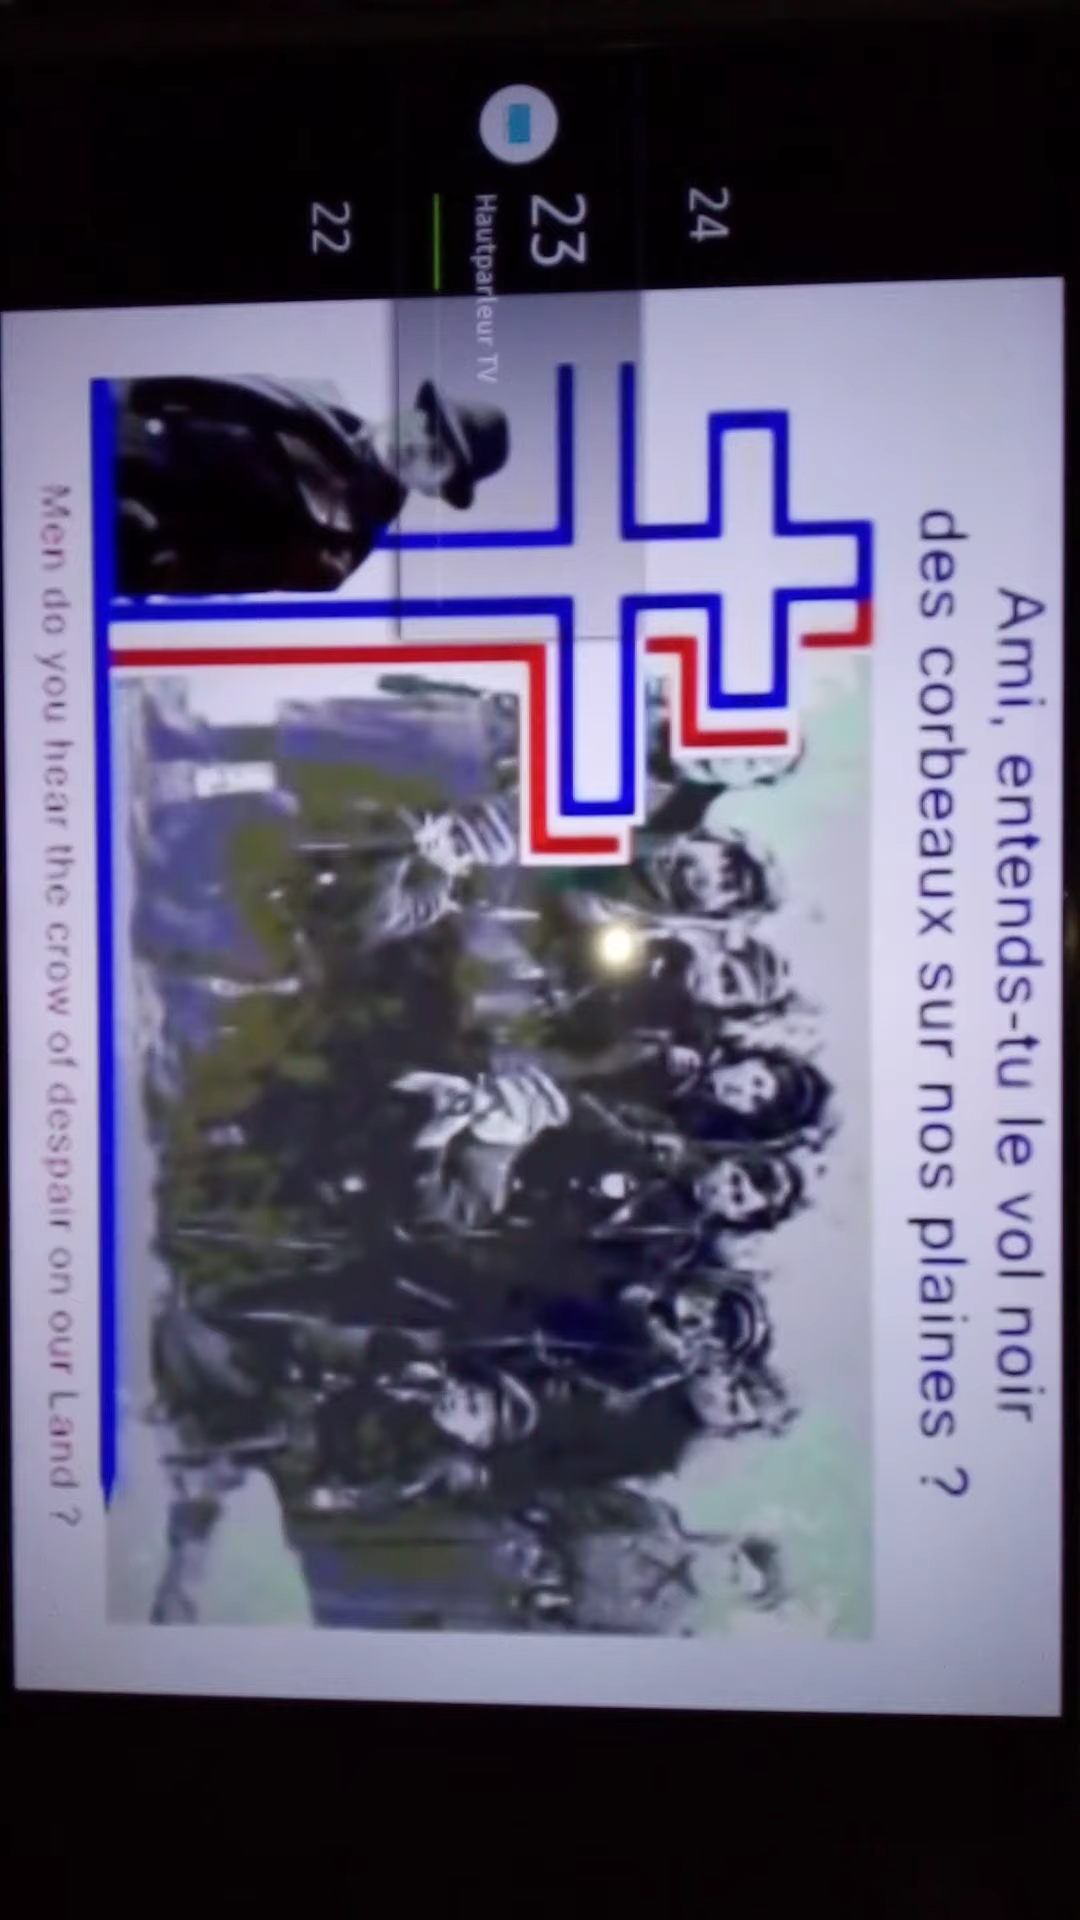 Ami, entends-tu le vol noir
des corbeaux sur nos plaines ?
24
23
Hautparleur TV
22
Men do you hear the crow of despair on our Land ?